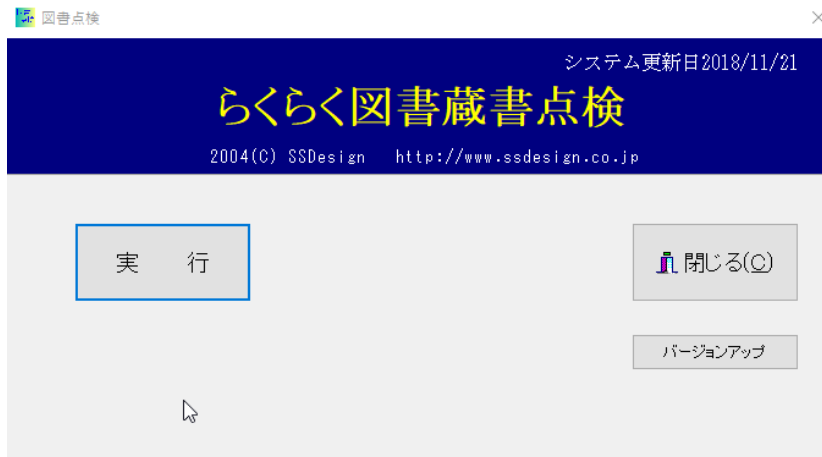 図書点検
システム更新日2018/11/21
らくらく図書蔵書点検
2004(C) SSDesign http://www.ssdesign.co.jp
実 行
閉じる(C)
バージョンアップ